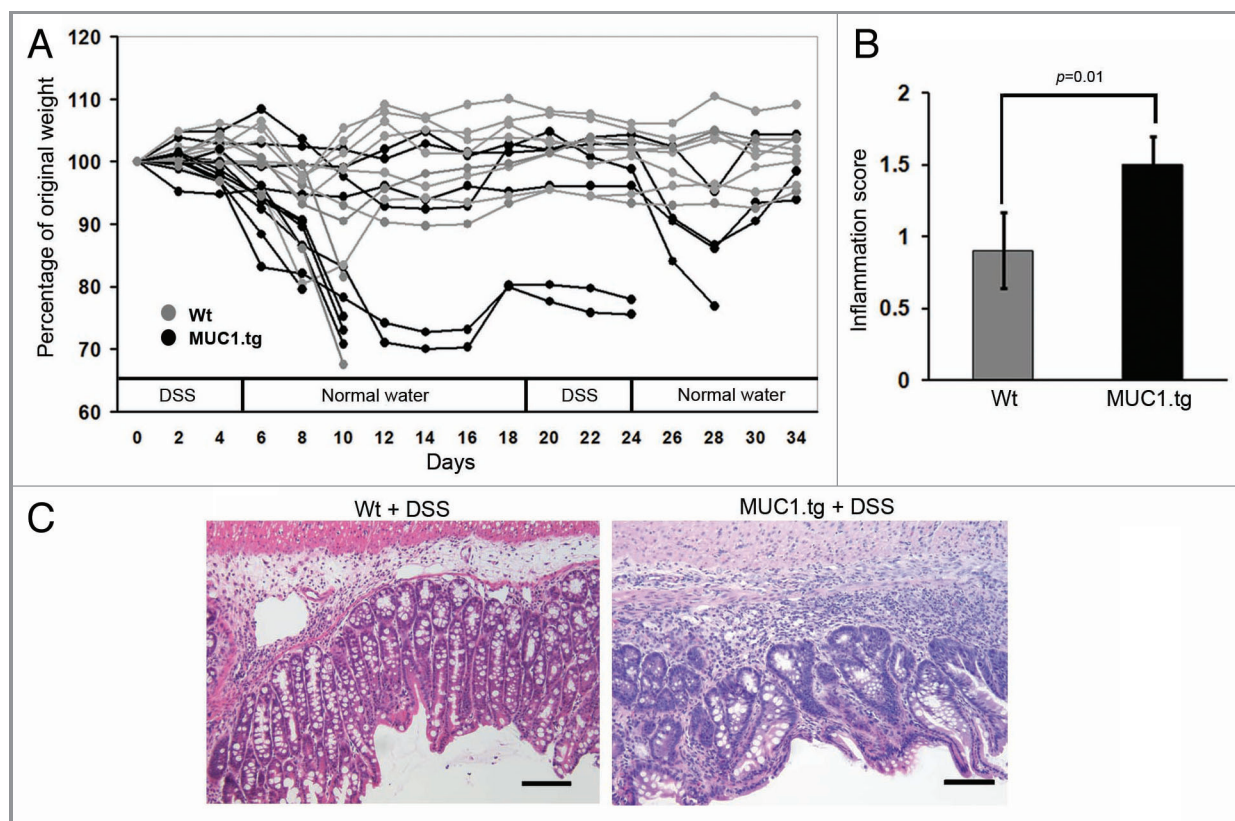 A
120
110
100
90
80
70
60
Percentage of original weight
Wt
MUC1.tg
DSS
Normal water
DSS
Normal water
0 2 4 6 8 10 12 14 16 18 20 22 24 26 28 30 34
Days
B
p=0.01
2
1.5
1
0.5
0
Inflammation score
Wt
MUC1.tg
C
Wt + DSS
MUC1.tg + DSS